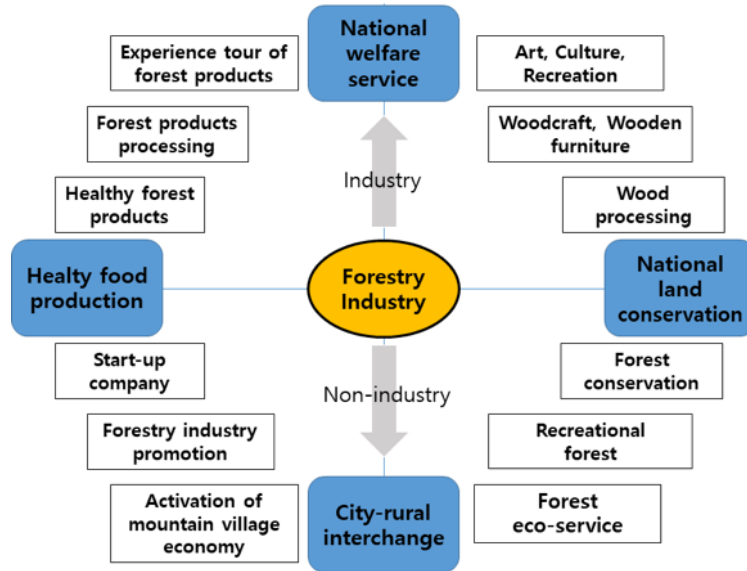 Experience tour of
forest products
National
welfare
service
Art, Culture,
Recreation
Forest products
processing
Woodcraft, Wooden
furniture
Industry
Healthy forest
products
Wood
processing
Healty food
production
Forestry
Industry
National
land
conservation
Start-up
company
Forest
conservation
Non-industry
Forestry industry
promotion
Recreational
forest
Activation of
mountain village
economy
City-rural
interchange
Forest
eco-service